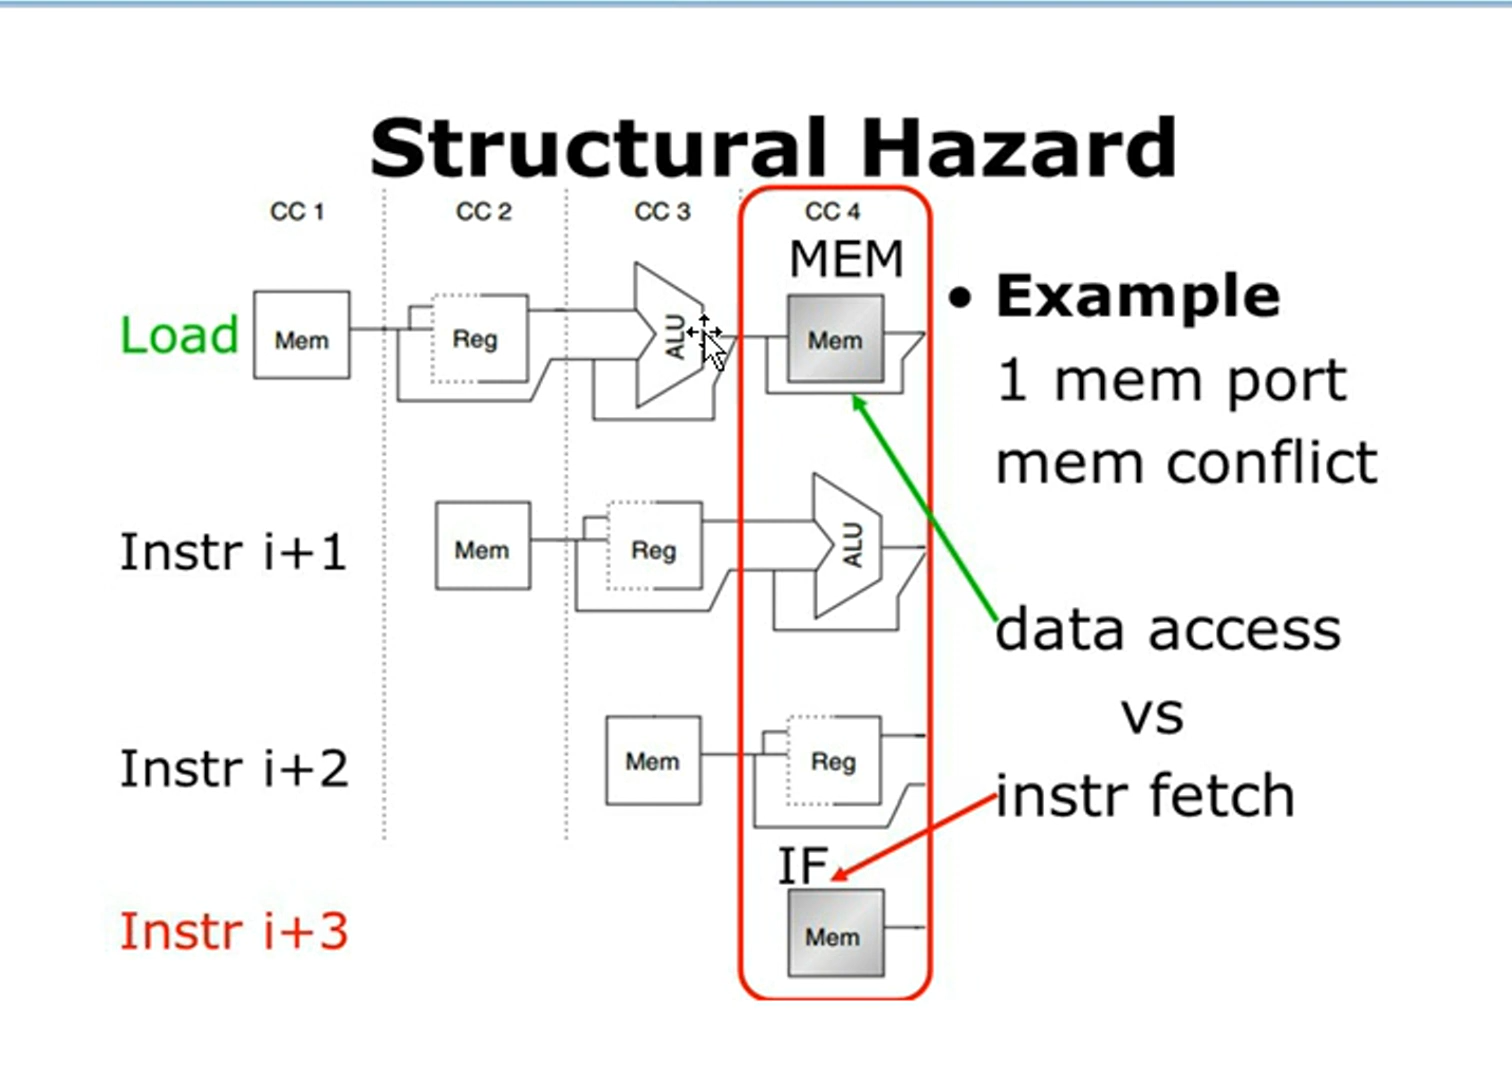 Structural Hazard
CC 1 CC 2 CC 3 CC 4
MEM
Load Mem Reg ALU Mem
• Example
1 mem port
mem conflict
Instr i+1 Mem Reg ALU
data access
vs
instr fetch
Instr i+2 Mem Reg
IF
Instr i+3 Mem